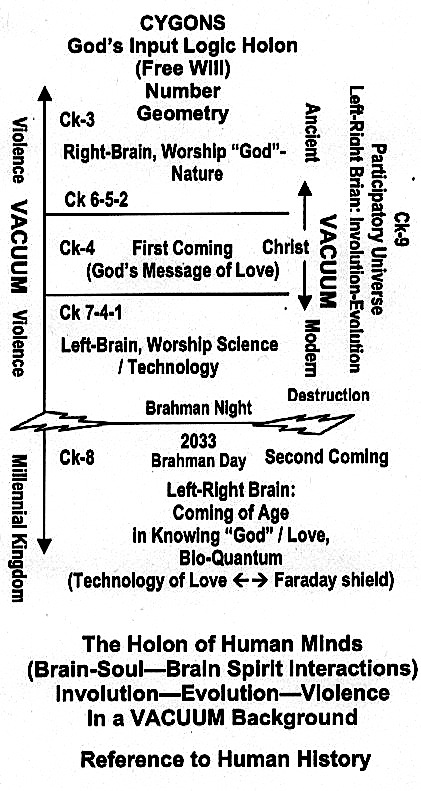 CYGONS
God's Input Logic Holon
(Free Will)
Number
Geometry
Ck-3
Right-Brain, Worship "God"-
Nature
Ck 6-5-2
Ck-4 First Coming Christ
(God's Message of Love)
Ck 7-4-1
Left-Brain, Worship Science
/ Technology
Violence VACUUM Violence
Ancient
VACUUM
Modern
Ck-9
Participatory Universe
Left-Right Brian: Involution-Evolution
Destruction
Brahman Night
2033
Ck-8 Brahman Day Second Coming
Left-Right Brain:
Coming of Age
in Knowing "God" / Love,
Bio-Quantum
(Technology of Love ←→ Faraday shield)
Millennial Kingdom
The Holon of Human Minds
(Brain-Soul—Brain Spirit Interactions)
Involution—Evolution—Violence
In a VACUUM Background
Reference to Human History